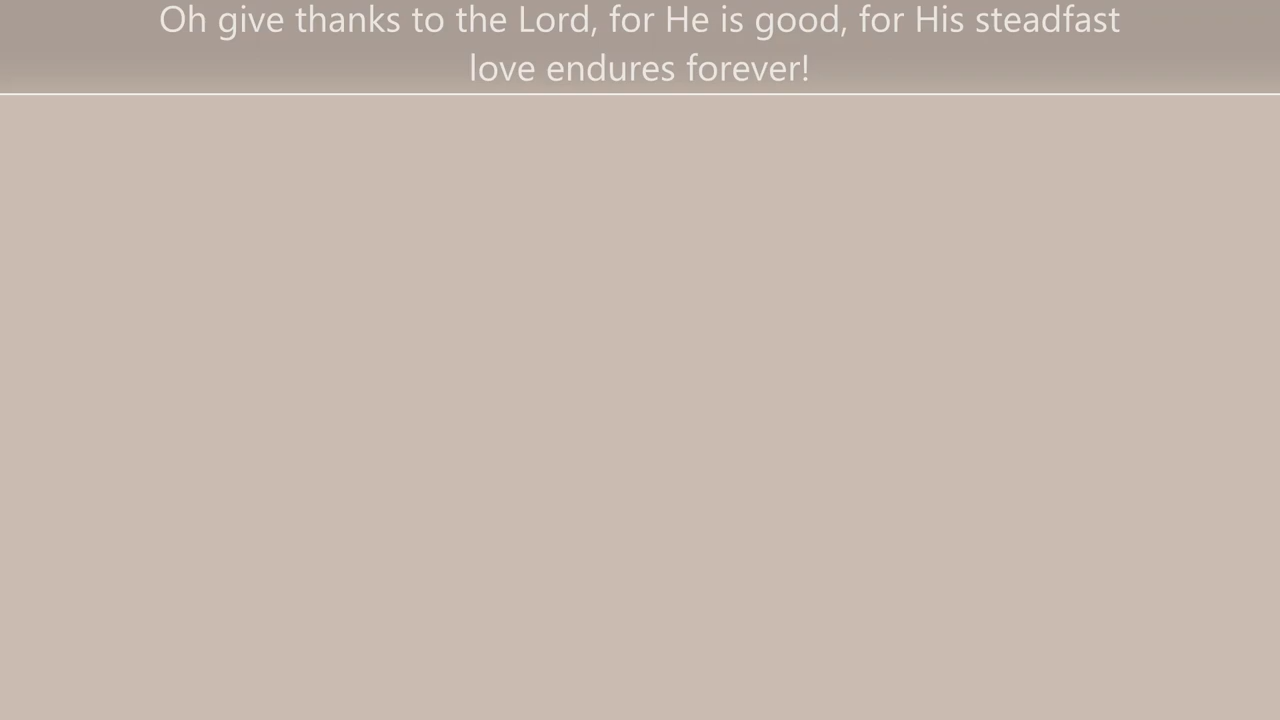 Oh give thanks to the Lord, for He is good, for His steadfast
love endures forever!